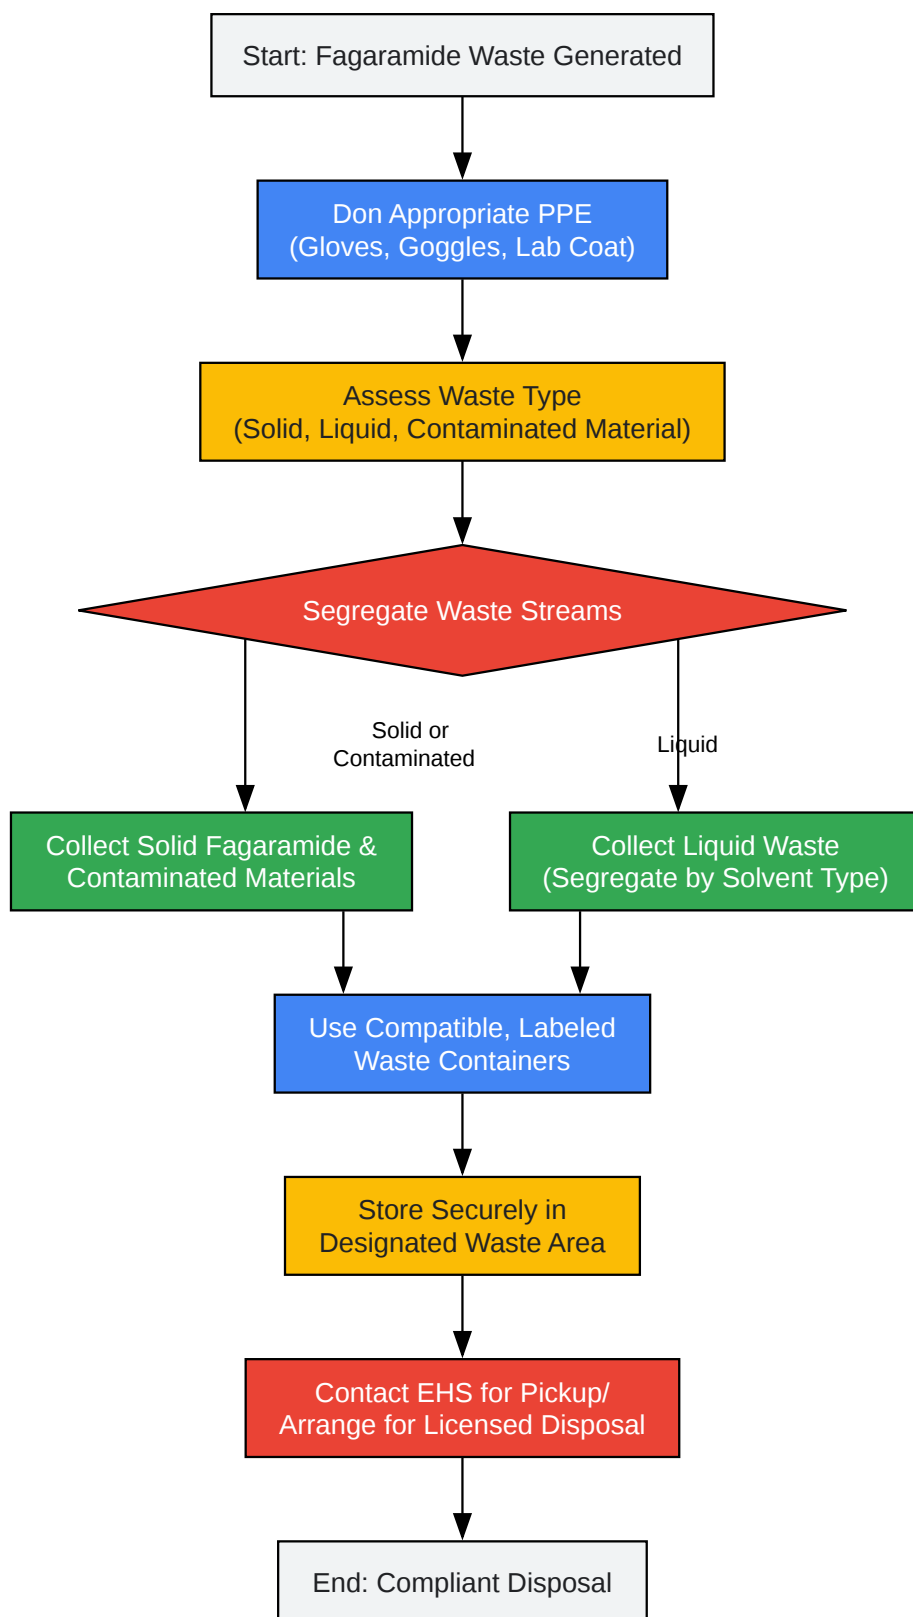 Start: Fagaramide Waste Generated
Don Appropriate PPE
(Gloves, Goggles, Lab Coat)
Assess Waste Type
(Solid, Liquid, Contaminated Material)
Segregate Waste Streams
Solid or
Contaminated
Liquid
Collect Solid Fagaramide &
Contaminated Materials
Collect Liquid Waste
(Segregate by Solvent Type)
Use Compatible, Labeled
Waste Containers
Store Securely in
Designated Waste Area
Contact EHS for Pickup/
Arrange for Licensed Disposal
End: Compliant Disposal